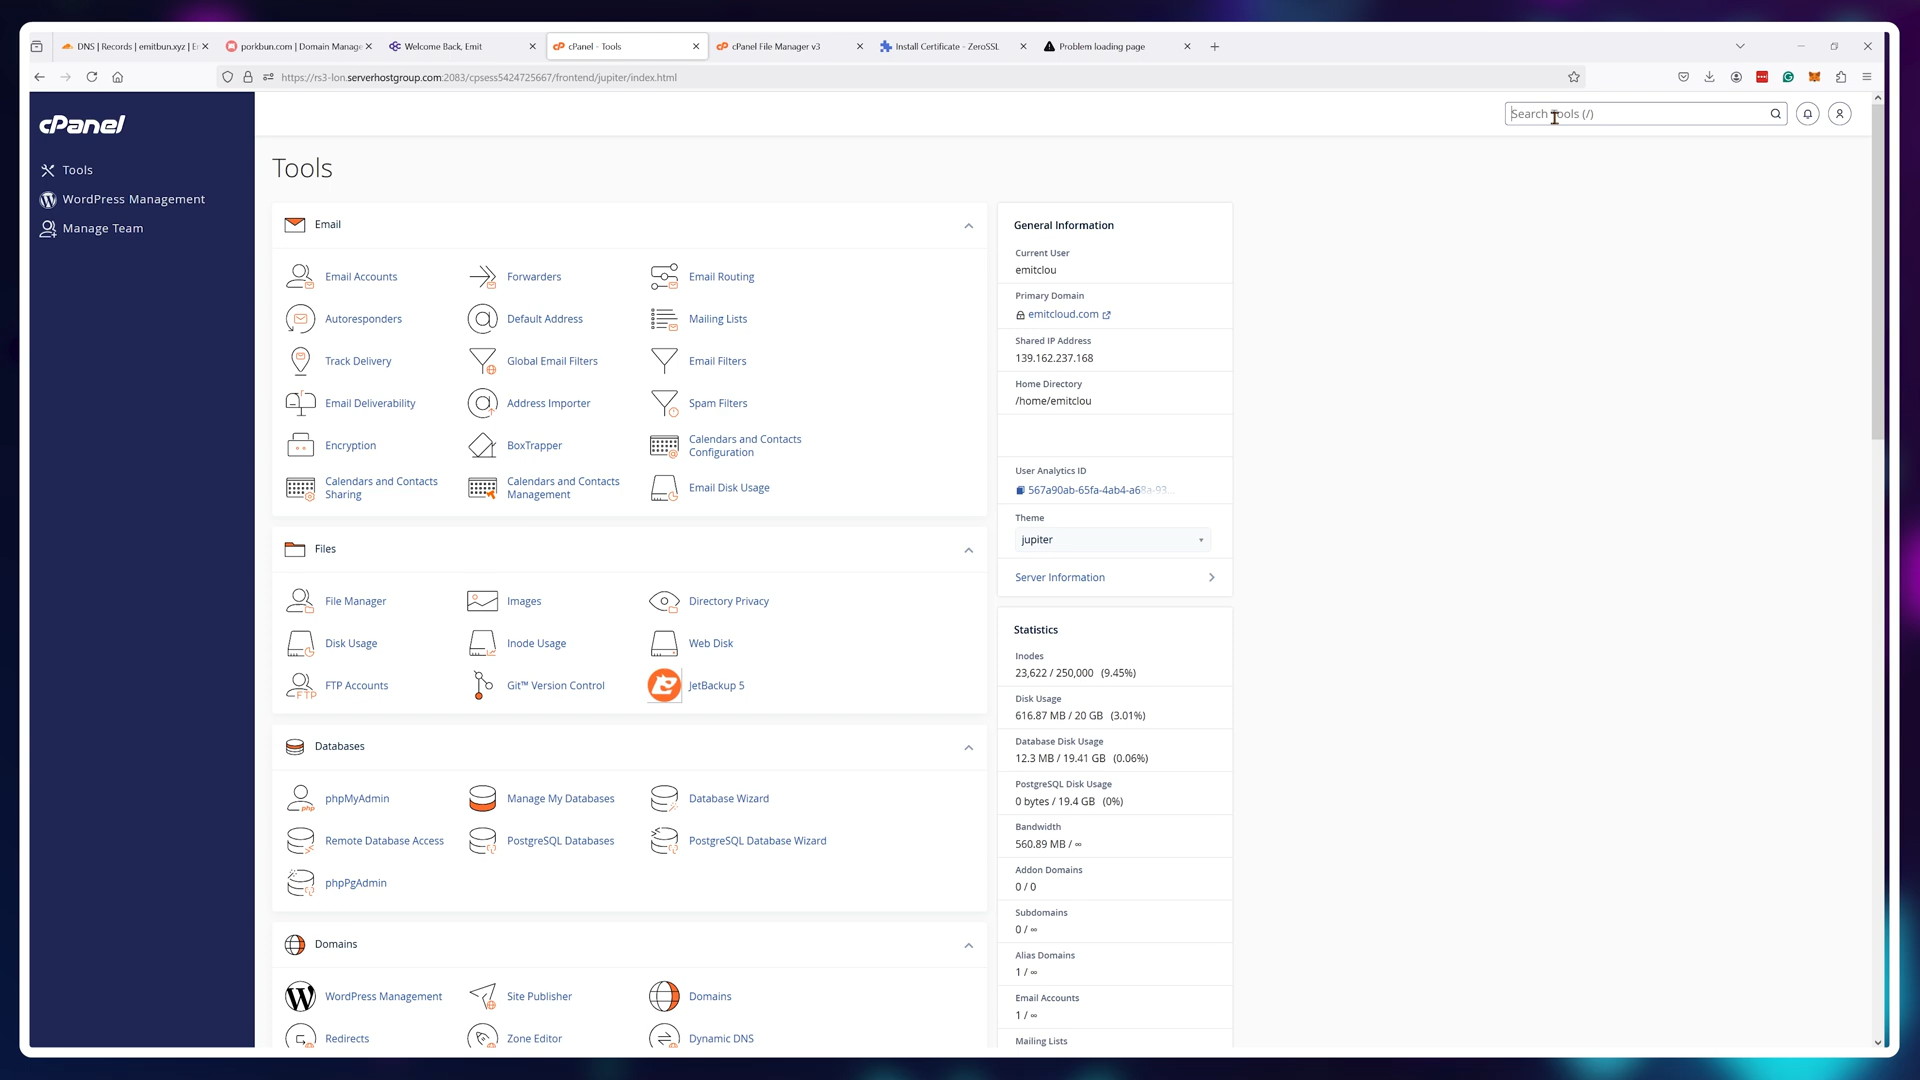 DNS | Records | emitbun.xyz | E
porkbun.com | Domain Manage
Welcome Back, Emit
cPanel - Tools
cPanel File Manager v3
Install Certificate - ZeroSSL
Problem loading page
https://rs3-lon.serverhostgroup.com:2083/cpsess5424725667/frontend/jupiter/index.html
cPanel
Search Tools (/)
Tools
WordPress Management
Manage Team
Tools
Email
Email Accounts
Forwarders
Email Routing
Autoresponders
Default Address
Mailing Lists
Track Delivery
Global Email Filters
Email Filters
Email Deliverability
Address Importer
Spam Filters
Encryption
BoxTrapper
Calendars and Contacts
Configuration
Calendars and Contacts
Sharing
Calendars and Contacts
Management
Email Disk Usage
Files
File Manager
Images
Directory Privacy
Disk Usage
Inode Usage
Web Disk
FTP
FTP Accounts
Git™ Version Control
JetBackup 5
Databases
php
phpMyAdmin
Manage My Databases
Database Wizard
Remote Database Access
PostgreSQL Databases
PostgreSQL Database Wizard
phpPgAdmin
Domains
WordPress Management
Site Publisher
Domains
Redirects
Zone Editor
Dynamic DNS
General Information
Current User
emitclou
Primary Domain
emitcloud.com
Shared IP Address
139.162.237.168
Home Directory
/home/emitclou
User Analytics ID
567a90ab-65fa-4ab4-a68a-93...
Theme
jupiter
Server Information
Statistics
Inodes
23,622 / 250,000 (9.45%)
Disk Usage
616.87 MB / 20 GB (3.01%)
Database Disk Usage
12.3 MB / 19.41 GB (0.06%)
PostgreSQL Disk Usage
0 bytes / 19.4 GB (0%)
Bandwidth
560.89 MB / ∞
Addon Domains
0 / 0
Subdomains
0 / ∞
Alias Domains
1 / ∞
Email Accounts
1 / ∞
Mailing Lists